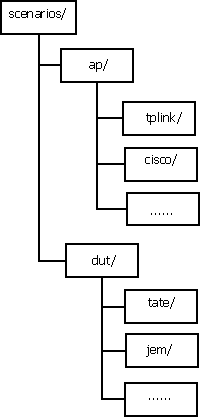 scenarios/
ap/
tplink/
cisco/
......
dut/
tate/
jem/
......